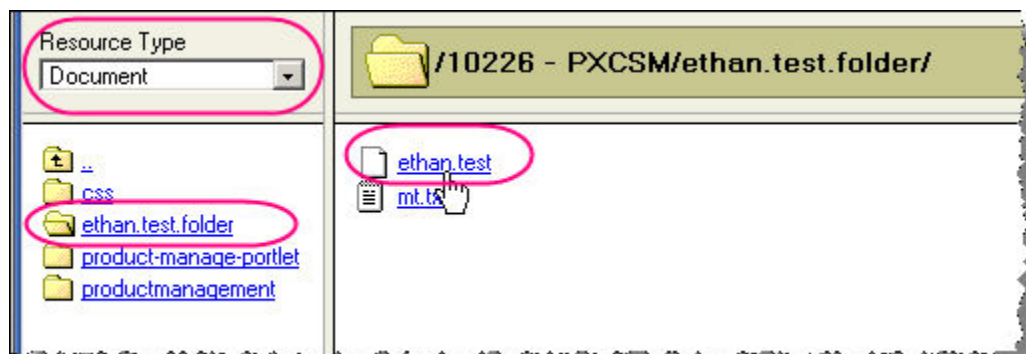 Resource Type
Document
/10226 - PXCSM/ethan.test.folder/
..
css
ethan.test.folder
product-manage-portlet
productmanagement
ethan.test